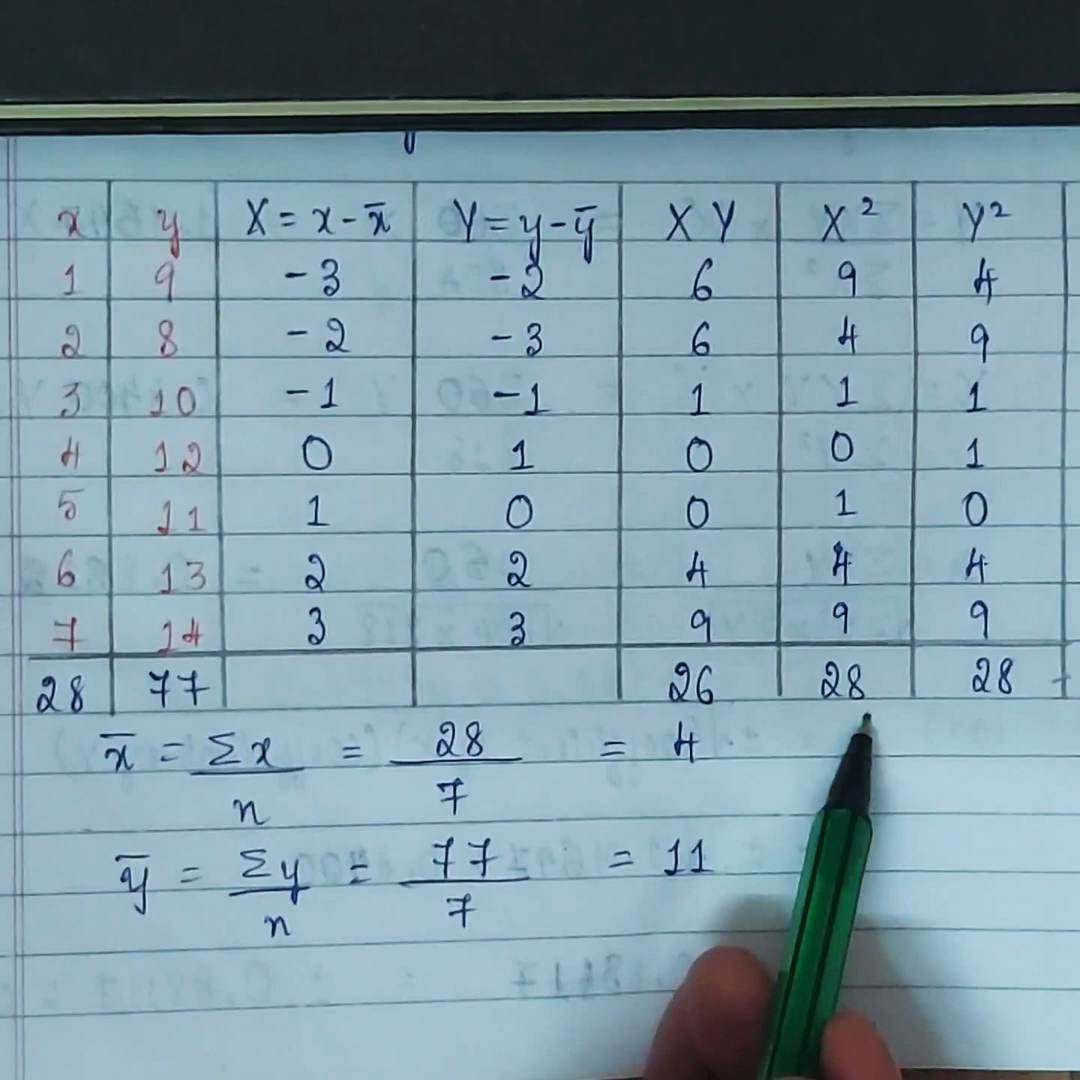 x y X = x - x̄ Y = y - ȳ XY X² Y²
1 9 -3 -2 6 9 4
2 8 -2 -3 6 4 9
3 10 -1 -1 1 1 1
4 12 0 1 0 0 1
5 11 1 0 0 1 0
6 13 2 2 4 4 4
7 14 3 3 9 9 9
28 77 26 28 28
x̄ = Σx / n = 28 / 7 = 4
ȳ = Σy / n = 77 / 7 = 11